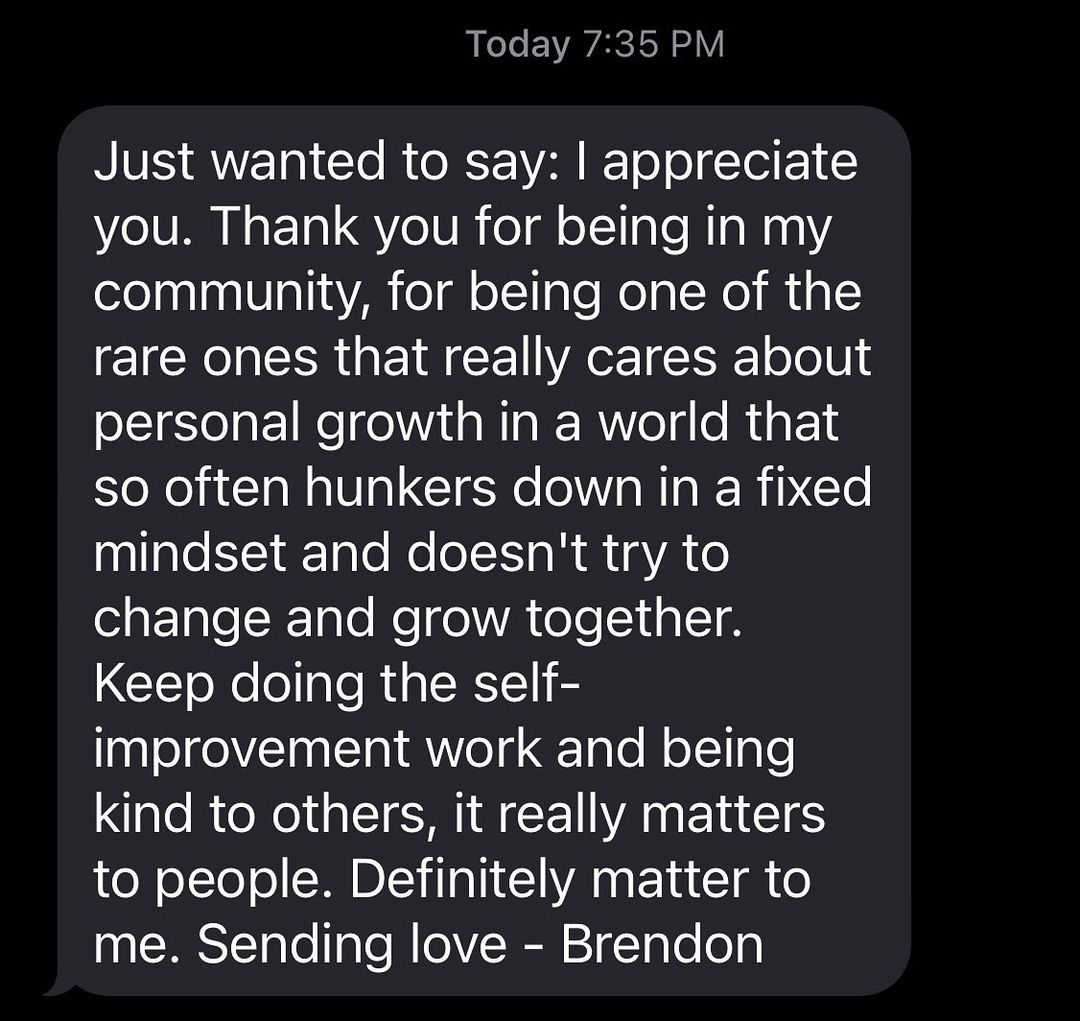 Today 7:35 PM
Just wanted to say: I appreciate
you. Thank you for being in my
community, for being one of the
rare ones that really cares about
personal growth in a world that
so often hunkers down in a fixed
mindset and doesn't try to
change and grow together.
Keep doing the self-
improvement work and being
kind to others, it really matters
to people. Definitely matter to
me. Sending love - Brendon